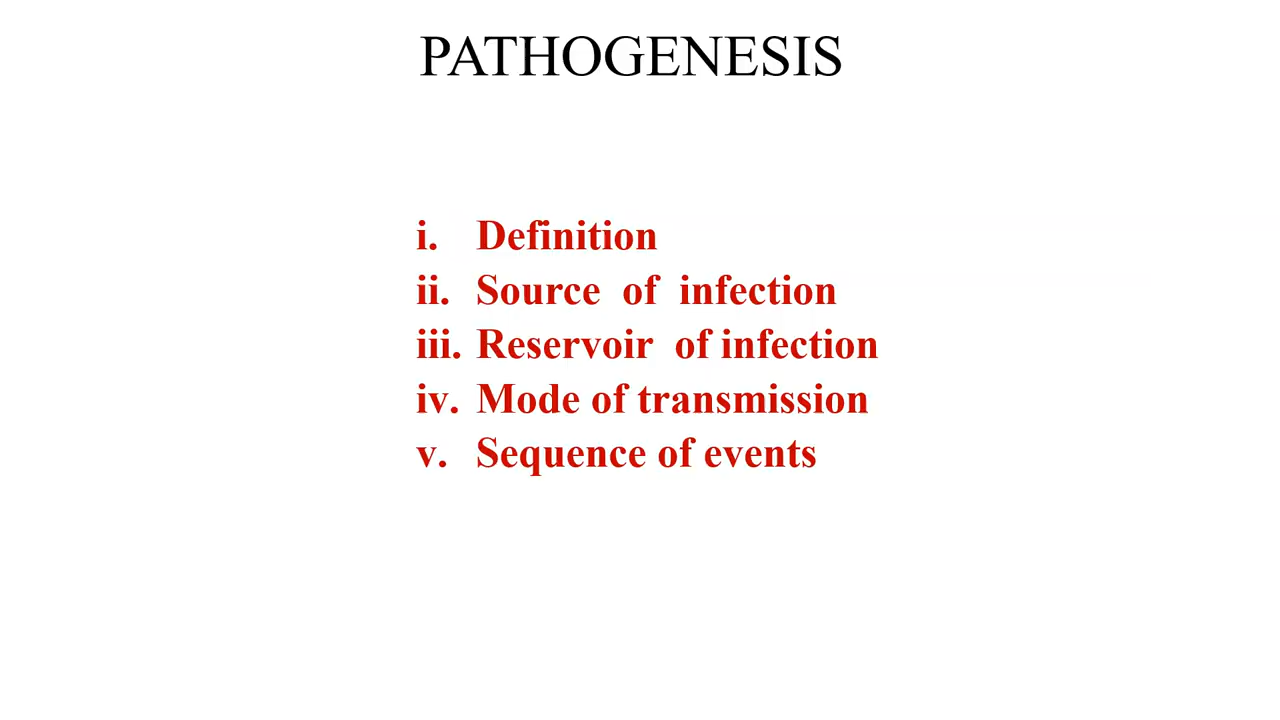 PATHOGENESIS
i. Definition
ii. Source of infection
iii. Reservoir of infection
iv. Mode of transmission
v. Sequence of events